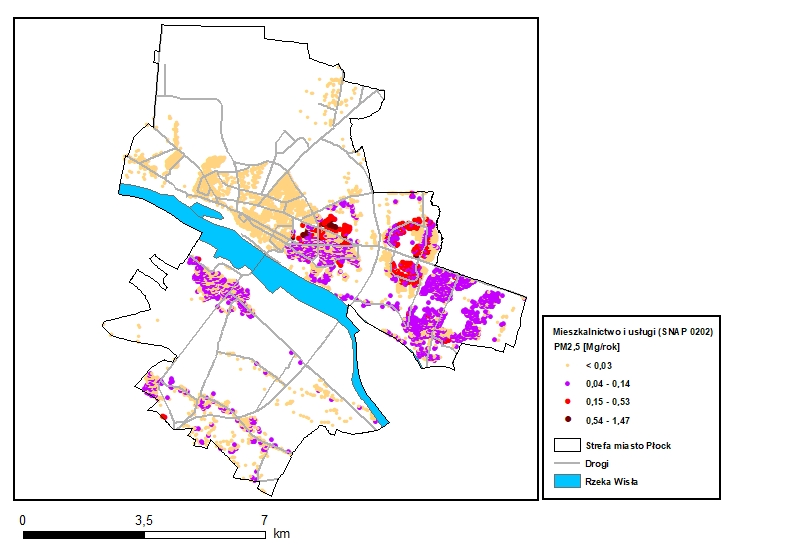 Mieszkalnictwo i usługi (SNAP 0202)
PM2,5 [Mg/rok]
< 0,03
0,04 - 0,14
0,15 - 0,53
0,54 - 1,47
Strefa miasto Płock
Drogi
Rzeka Wisła
0 3,5 7
km